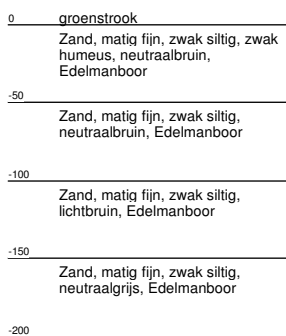 0 groenstrook
Zand, matig fijn, zwak siltig, zwak
humeus, neutraalbruin,
Edelmanboor
-50
Zand, matig fijn, zwak siltig,
neutraalbruin, Edelmanboor
-100
Zand, matig fijn, zwak siltig,
lichtbruin, Edelmanboor
-150
Zand, matig fijn, zwak siltig,
neutraalgrijs, Edelmanboor
-200